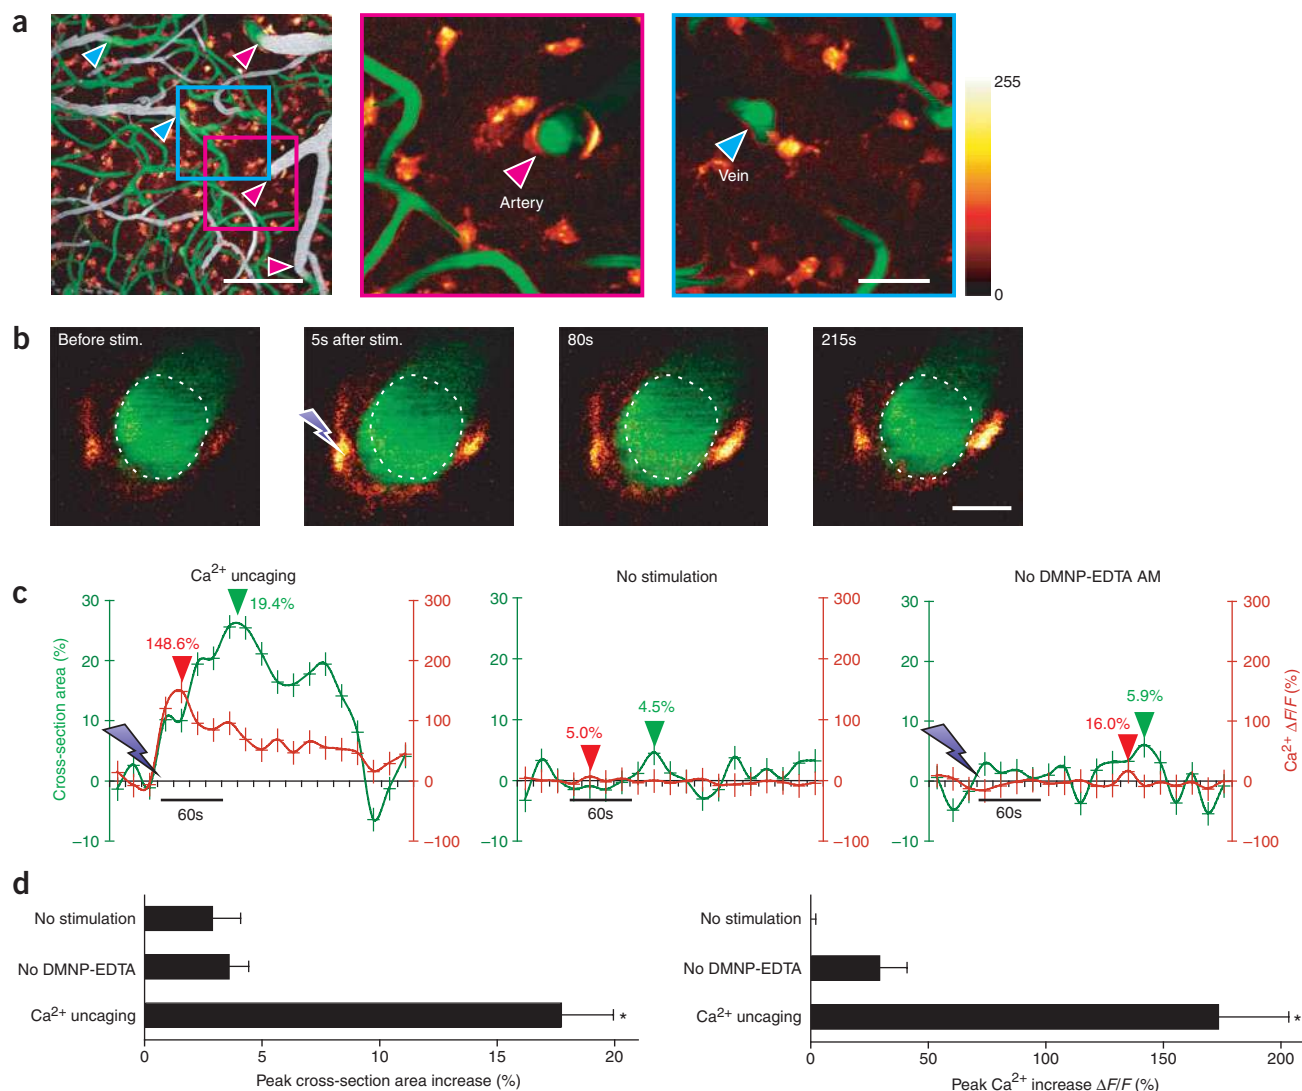 a
Artery
Vein
255
0
b
Before stim.
5s after stim.
80s
215s
c
Ca2+ uncaging
No stimulation
No DMNP-EDTA AM
Cross-section area (%)
30
20
10
0
–10
148.6%
19.4%
60s
300
200
100
0
–100
30
20
10
0
–10
5.0%
4.5%
60s
300
200
100
0
–100
30
20
10
0
–10
16.0%
5.9%
60s
300
200
100
0
–100
Ca2+ ΔF/F (%)
d
No stimulation
No DMNP-EDTA
Ca2+ uncaging
*
0
5
10
15
20
Peak cross-section area increase (%)
No stimulation
No DMNP-EDTA
Ca2+ uncaging
*
0
50
100
150
200
Peak Ca2+ increase ΔF/F (%)